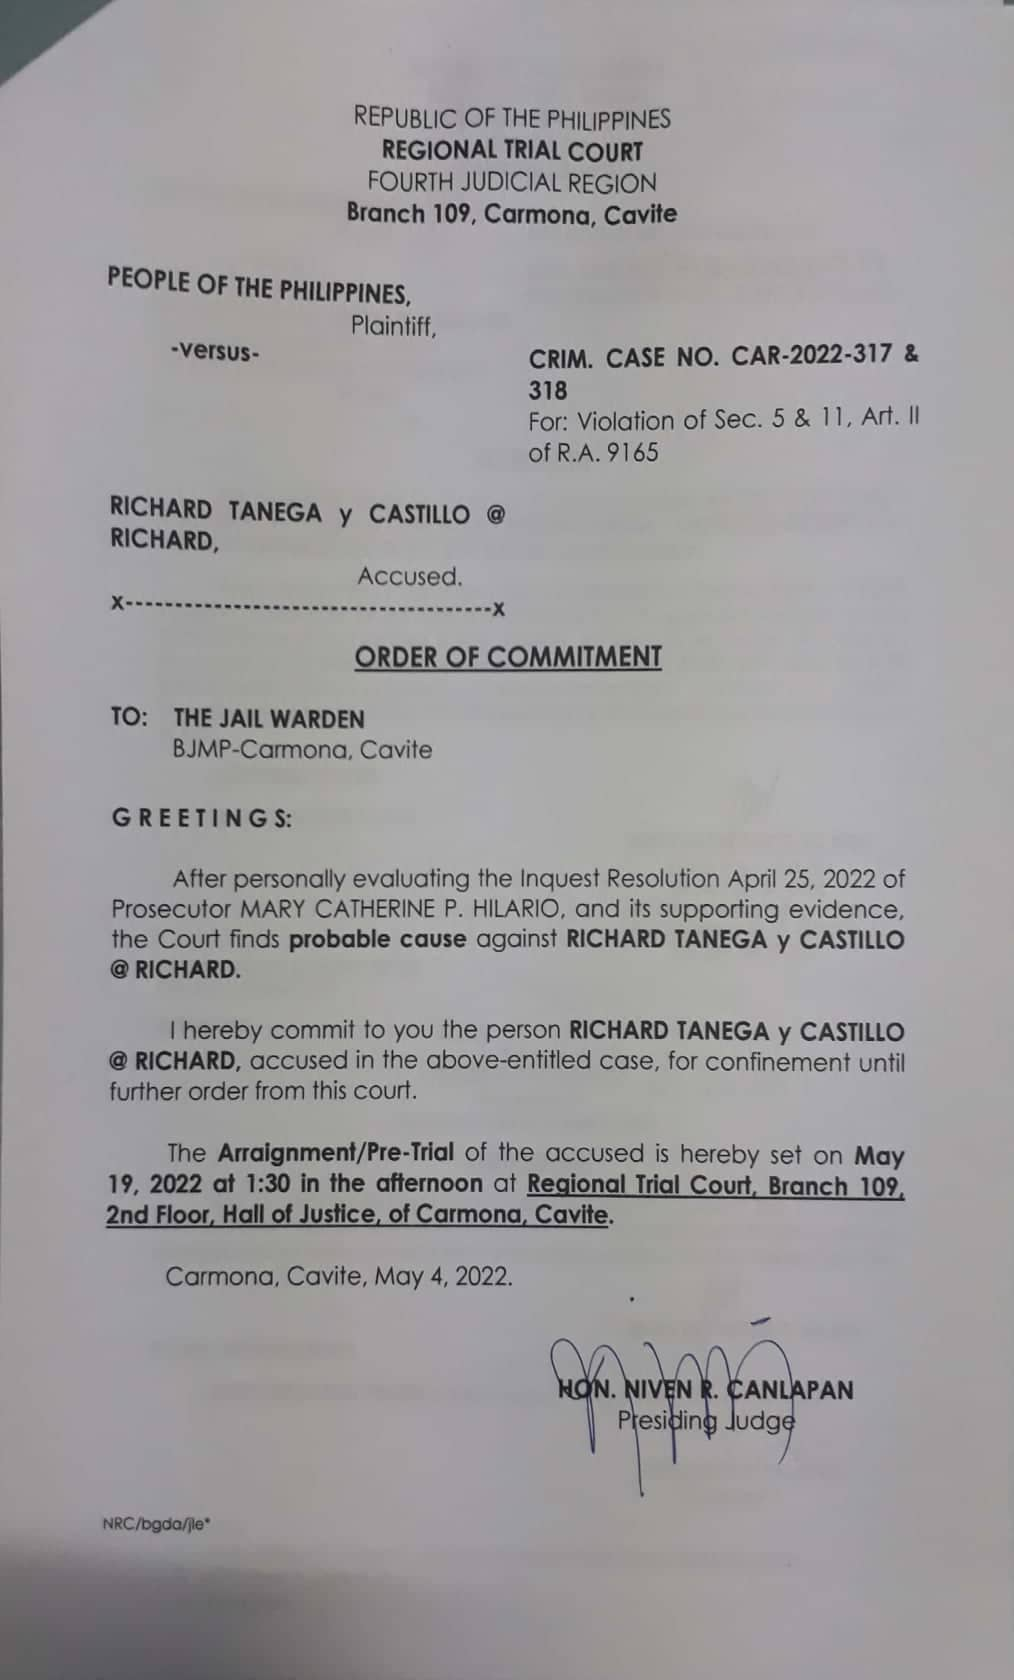 REPUBLIC OF THE PHILIPPINES
REGIONAL TRIAL COURT
FOURTH JUDICIAL REGION
Branch 109, Carmona, Cavite
PEOPLE OF THE PHILIPPINES,
Plaintiff,
-versus-
CRIM. CASE NO. CAR-2022-317 &
318
For: Violation of Sec. 5 & 11, Art. II
of R.A. 9165
RICHARD TANEGA y CASTILLO @
RICHARD,
Accused.
x-------------------------------------x
ORDER OF COMMITMENT
TO: THE JAIL WARDEN
BJMP-Carmona, Cavite
G R E E T I N G S:
After personally evaluating the Inquest Resolution April 25, 2022 of
Prosecutor MARY CATHERINE P. HILARIO, and its supporting evidence,
the Court finds probable cause against RICHARD TANEGA y CASTILLO
@ RICHARD.
I hereby commit to you the person RICHARD TANEGA y CASTILLO
@ RICHARD, accused in the above-entitled case, for confinement until
further order from this court.
The Arraignment/Pre-Trial of the accused is hereby set on May
19, 2022 at 1:30 in the afternoon at Regional Trial Court, Branch 109,
2nd Floor, Hall of Justice, of Carmona, Cavite.
Carmona, Cavite, May 4, 2022.
HON. NIVEN R. CANLAPAN
Presiding Judge
NRC/bgda/jle*